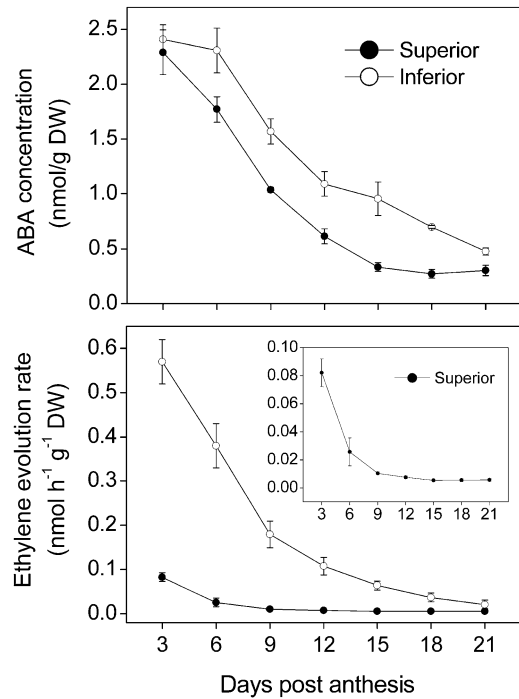 2.5
2.0
1.5
1.0
0.5
0.0
ABA concentration
(nmol/g DW)
Superior
Inferior
0.6
0.5
0.4
0.3
0.2
0.1
0.0
Ethylene evolution rate
(nmol h⁻¹ g⁻¹ DW)
0.10
0.08
0.06
0.04
0.02
0.00
Superior
3 6 9 12 15 18 21
3 6 9 12 15 18 21
Days post anthesis